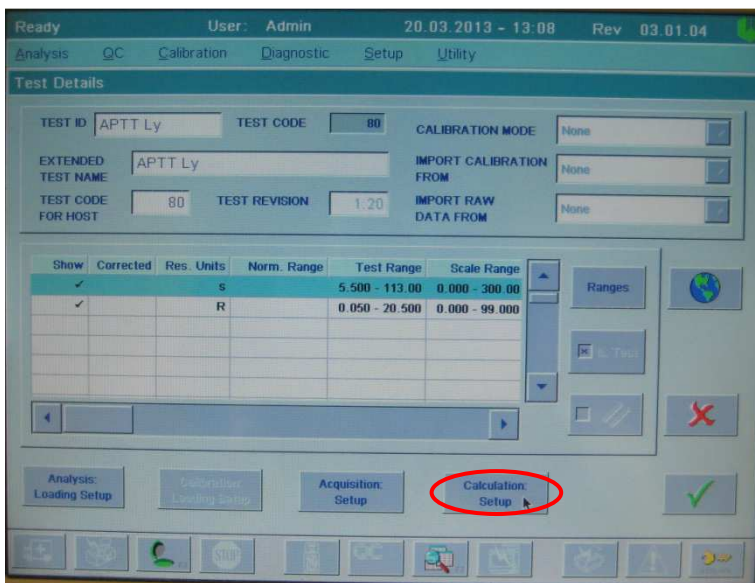 Ready User: Admin 20.03.2013 - 13:08 Rev 03.01.04
Analysis QC Calibration Diagnostic Setup Utility
Test Details
TEST ID APTT Ly TEST CODE 80 CALIBRATION MODE None
EXTENDED TEST NAME APTT Ly IMPORT CALIBRATION FROM None
TEST CODE FOR HOST 80 TEST REVISION 1.20 IMPORT RAW DATA FROM None
Show Corrected Res. Units Norm. Range Test Range Scale Range
✓ s 5.500 - 113.00 0.000 - 300.00
✓ R 0.050 - 20.500 0.000 - 99.000
Ranges
Test
Analysis: Loading Setup
Calibration: Loading Setup
Acquisition: Setup
Calculation: Setup
STOP
QC